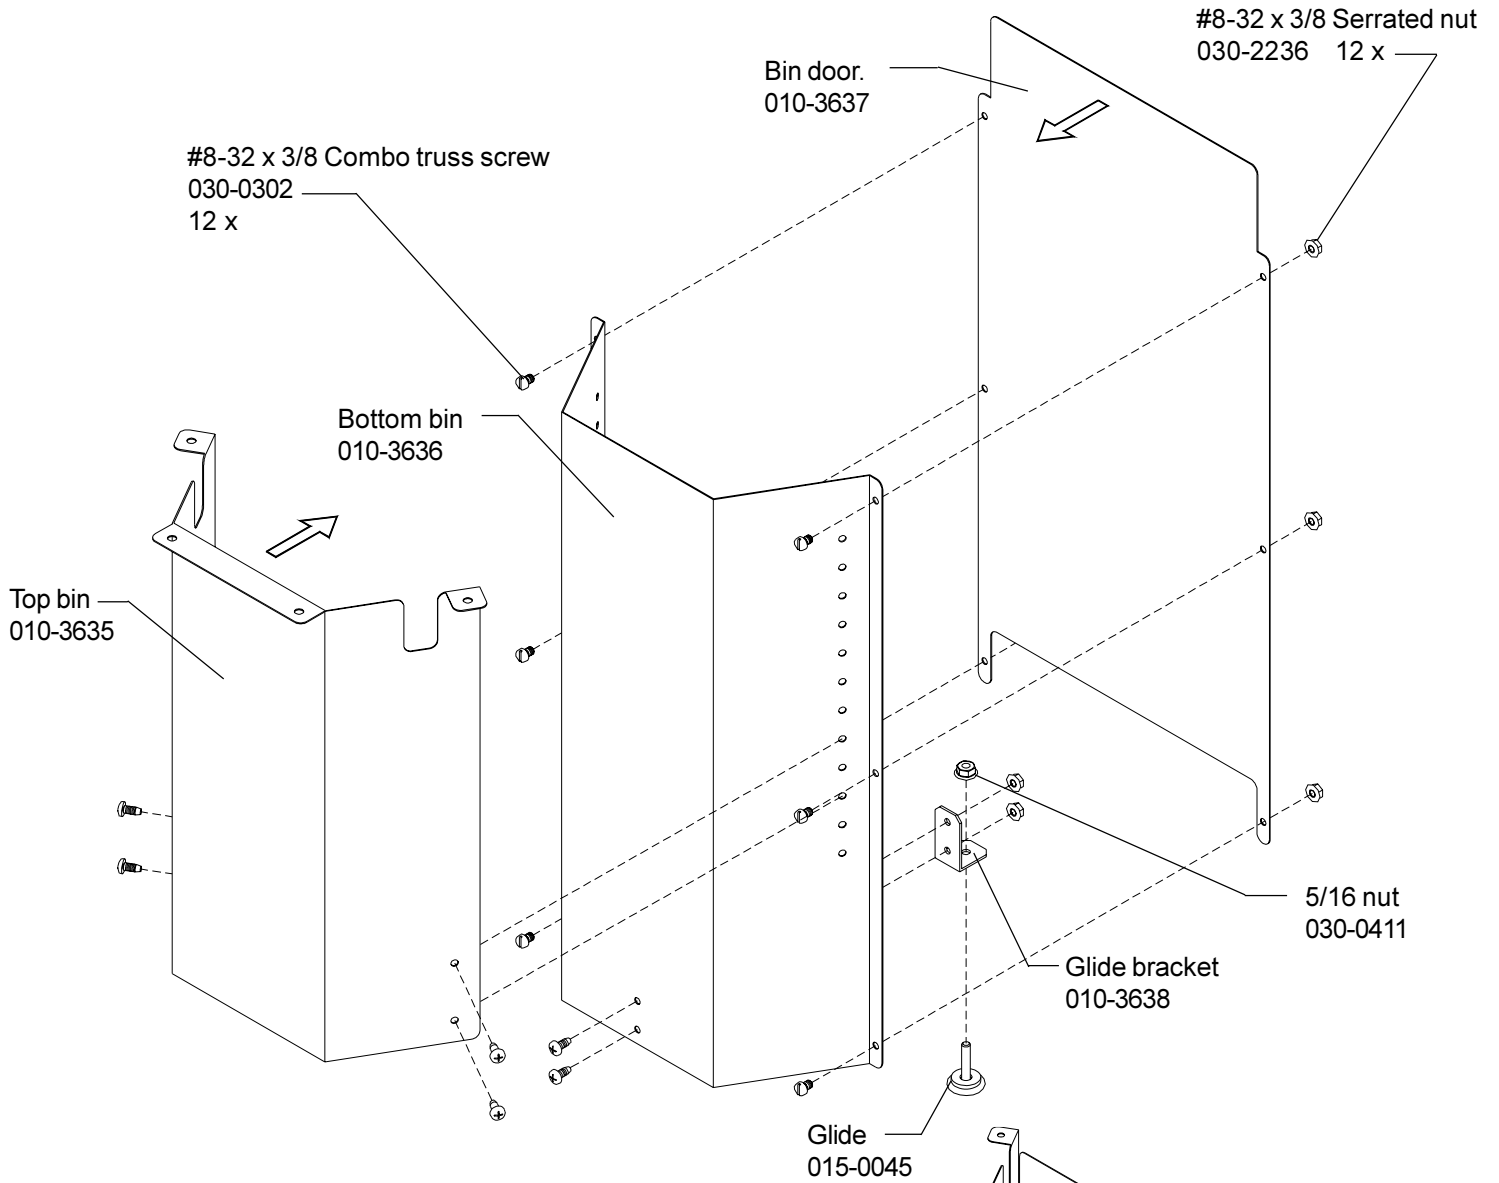 #8-32 x 3/8 Serrated nut
030-2236 12 x
Bin door.
010-3637
#8-32 x 3/8 Combo truss screw
030-0302
12 x
Bottom bin
010-3636
Top bin
010-3635
5/16 nut
030-0411
Glide bracket
010-3638
Glide
015-0045